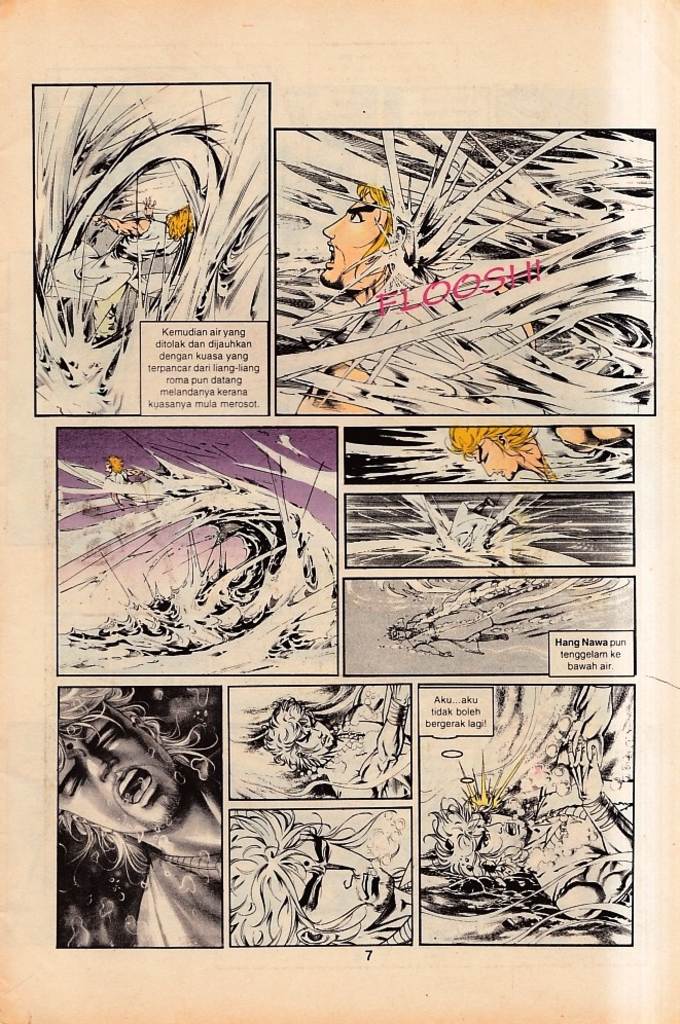 Kemudian air yang
ditolak dan dijauhkan
dengan kuasa yang
terpancar dari liang-liang
roma pun datang
melandanya kerana
kuasanya mula merosot.
FLOOSH!
Hang Nawa pun
tenggelam ke
bawah air.
Aku...aku
tidak boleh
bergerak lagi!
7